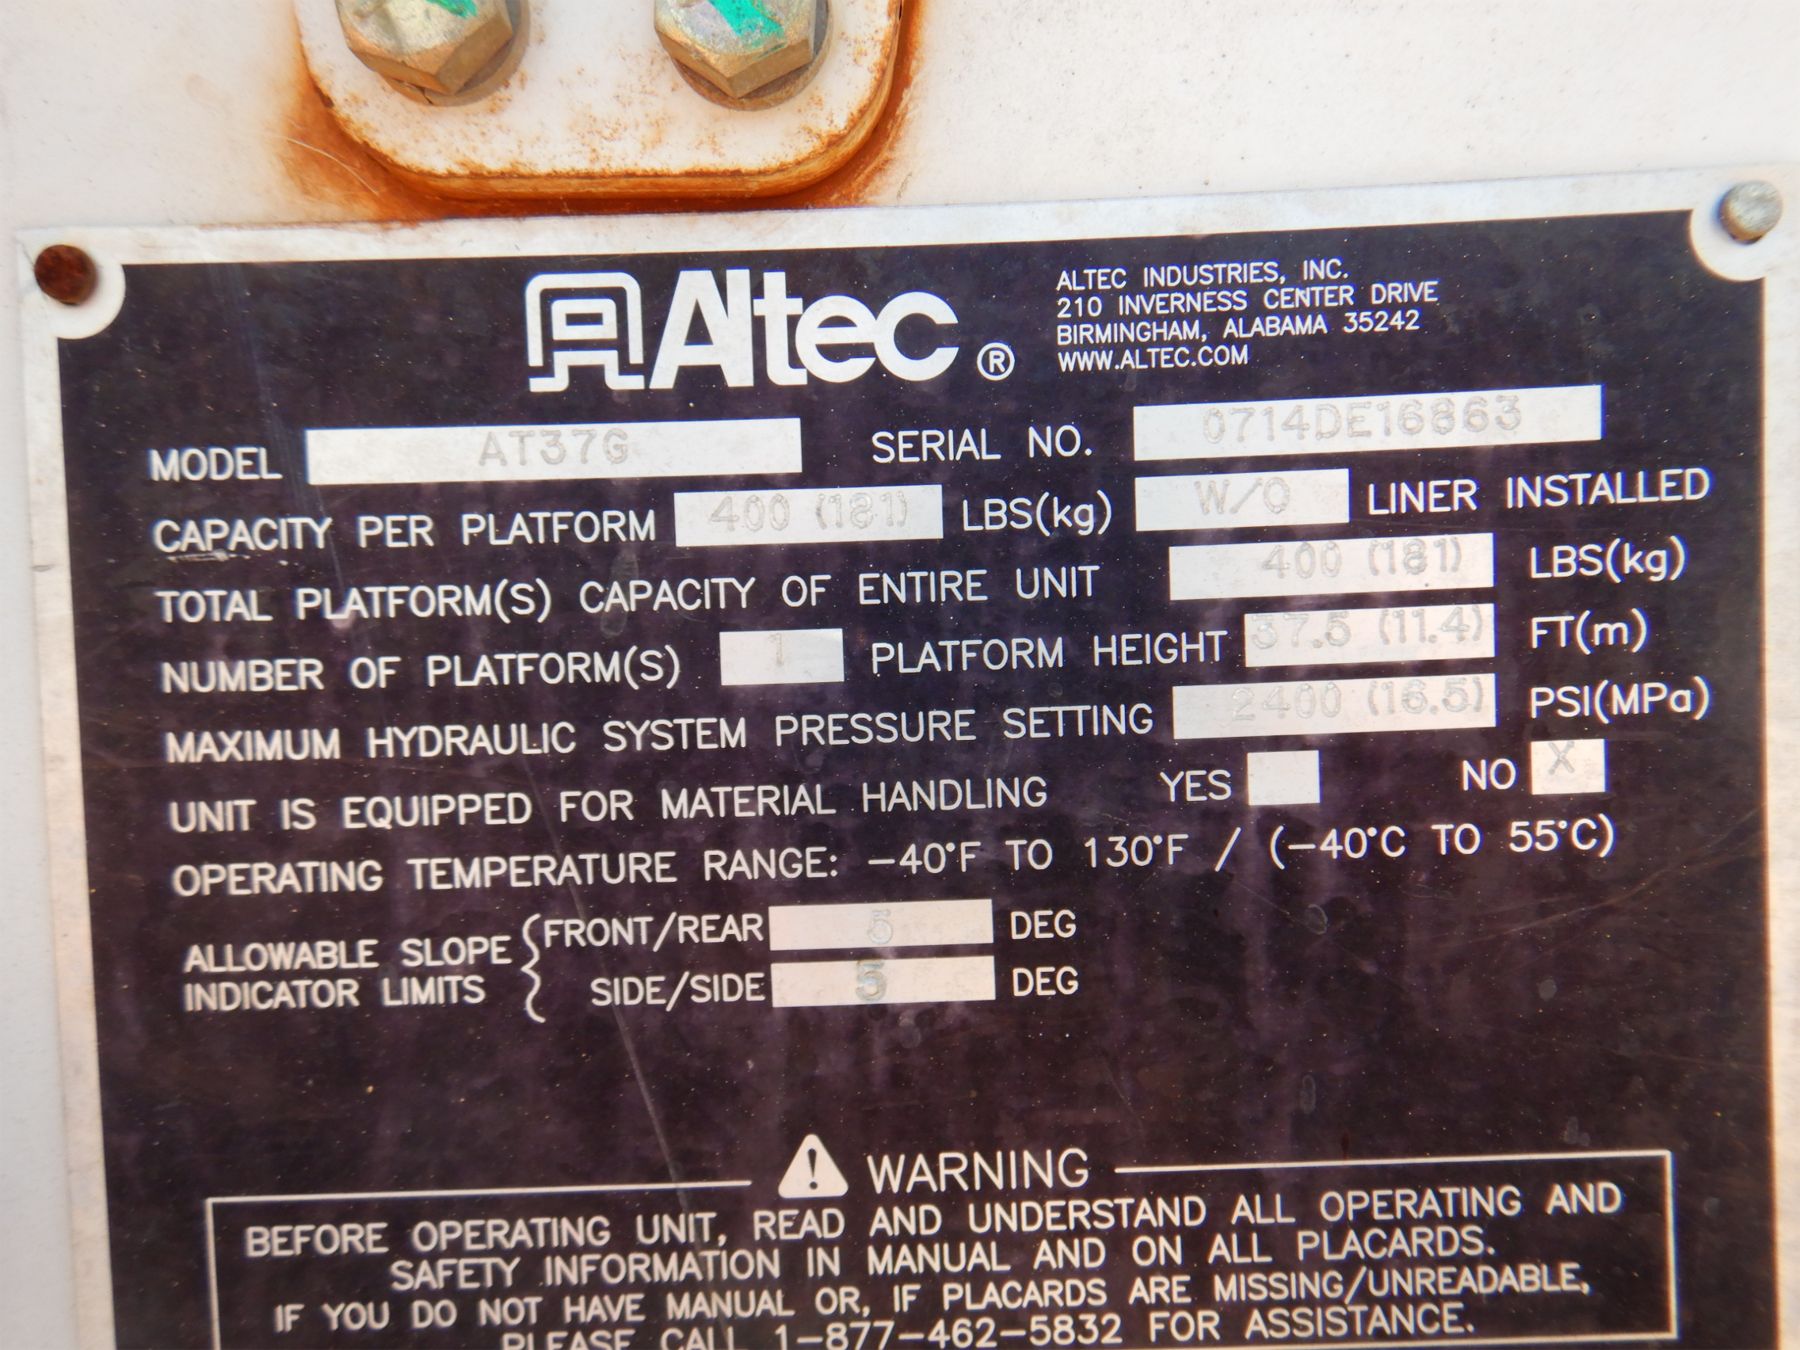 Altec ®
ALTEC INDUSTRIES, INC.
210 INVERNESS CENTER DRIVE
BIRMINGHAM, ALABAMA 35242
WWW.ALTEC.COM
MODEL AT37G SERIAL NO. 0714DE16863
CAPACITY PER PLATFORM 400 (181) LBS(kg) W/O LINER INSTALLED
TOTAL PLATFORM(S) CAPACITY OF ENTIRE UNIT 400 (181) LBS(kg)
NUMBER OF PLATFORM(S) 1 PLATFORM HEIGHT 37.5 (11.4) FT(m)
MAXIMUM HYDRAULIC SYSTEM PRESSURE SETTING 2400 (16.5) PSI(MPa)
UNIT IS EQUIPPED FOR MATERIAL HANDLING YES NO X
OPERATING TEMPERATURE RANGE: -40°F TO 130°F / (-40°C TO 55°C)
ALLOWABLE SLOPE INDICATOR LIMITS
FRONT/REAR 5 DEG
SIDE/SIDE 5 DEG
WARNING
BEFORE OPERATING UNIT, READ AND UNDERSTAND ALL OPERATING AND
SAFETY INFORMATION IN MANUAL AND ON ALL PLACARDS.
IF YOU DO NOT HAVE MANUAL OR, IF PLACARDS ARE MISSING/UNREADABLE,
PLEASE CALL 1-877-462-5832 FOR ASSISTANCE.